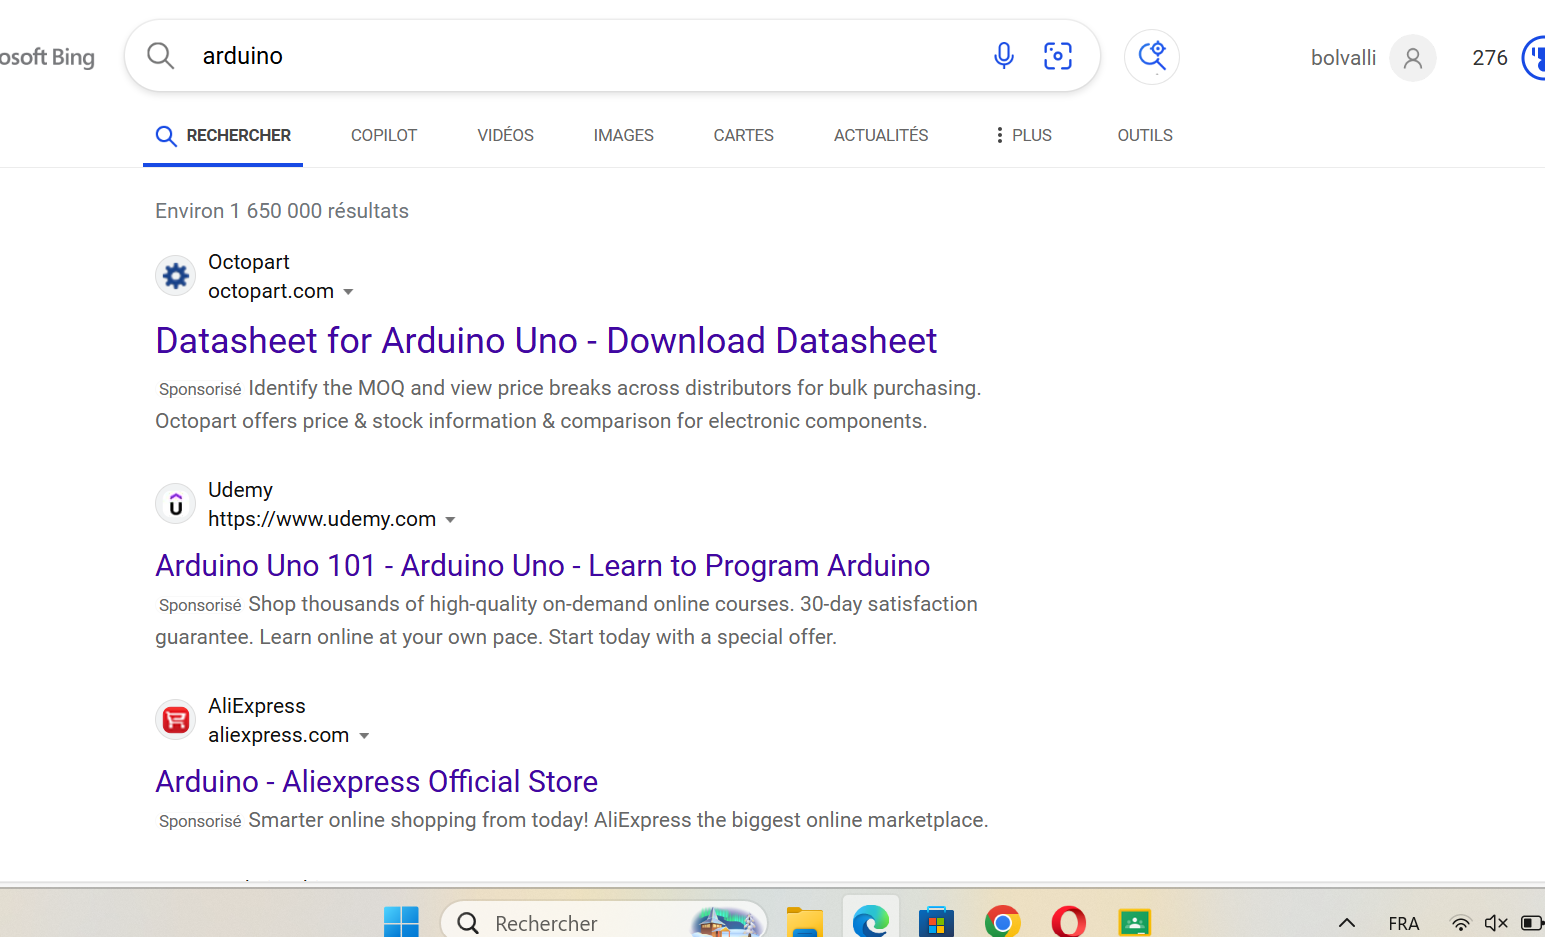 osoft Bing
arduino
bolvalli
276
RECHERCHER
COPILOT
VIDÉOS
IMAGES
CARTES
ACTUALITÉS
PLUS
OUTILS
Environ 1 650 000 résultats
Octopart
octopart.com
Datasheet for Arduino Uno - Download Datasheet
Sponsorisé Identify the MOQ and view price breaks across distributors for bulk purchasing.
Octopart offers price & stock information & comparison for electronic components.
Udemy
https://www.udemy.com
Arduino Uno 101 - Arduino Uno - Learn to Program Arduino
Sponsorisé Shop thousands of high-quality on-demand online courses. 30-day satisfaction
guarantee. Learn online at your own pace. Start today with a special offer.
AliExpress
aliexpress.com
Arduino - Aliexpress Official Store
Sponsorisé Smarter online shopping from today! AliExpress the biggest online marketplace.
Rechercher
FRA